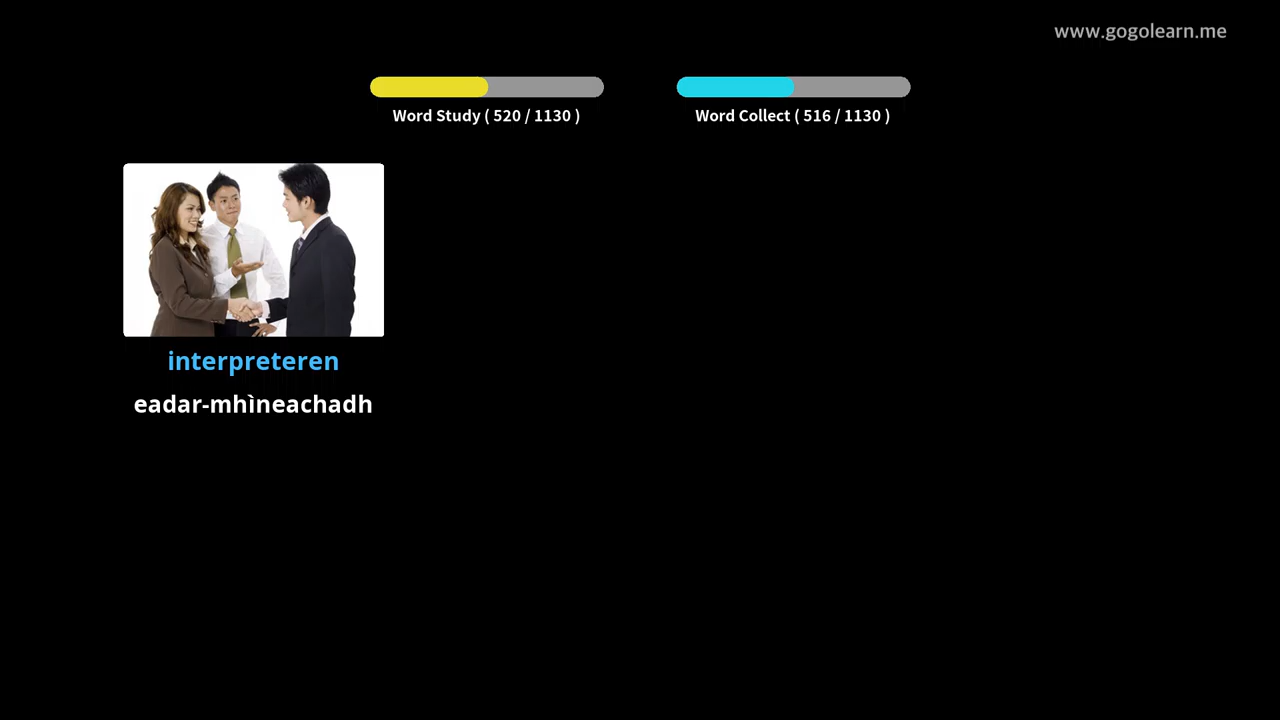 www.gogolearn.me
Word Study ( 520 / 1130 )
Word Collect ( 516 / 1130 )
interpreteren
eadar-mhìneachadh